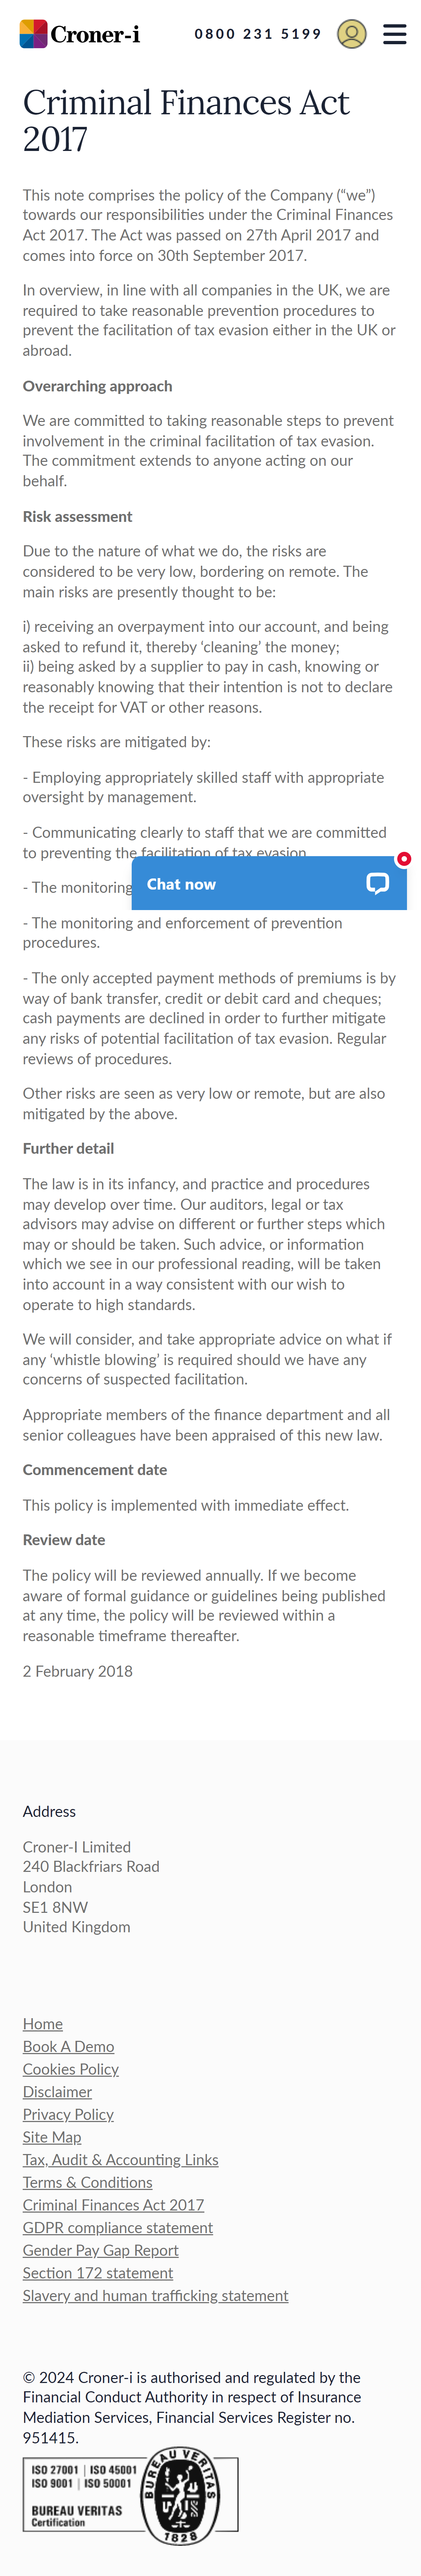 Croner-i
0800 231 5199
Criminal Finances Act
2017
This note comprises the policy of the Company (“we”)
towards our responsibilities under the Criminal Finances
Act 2017. The Act was passed on 27th April 2017 and
comes into force on 30th September 2017.
In overview, in line with all companies in the UK, we are
required to take reasonable prevention procedures to
prevent the facilitation of tax evasion either in the UK or
abroad.
Overarching approach
We are committed to taking reasonable steps to prevent
involvement in the criminal facilitation of tax evasion.
The commitment extends to anyone acting on our
behalf.
Risk assessment
Due to the nature of what we do, the risks are
considered to be very low, bordering on remote. The
main risks are presently thought to be:
i) receiving an overpayment into our account, and being
asked to refund it, thereby ‘cleaning’ the money;
ii) being asked by a supplier to pay in cash, knowing or
reasonably knowing that their intention is not to declare
the receipt for VAT or other reasons.
These risks are mitigated by:
- Employing appropriately skilled staff with appropriate
oversight by management.
- Communicating clearly to staff that we are committed
to preventing the facilitation of tax evasion
- The monitoring
Chat now
- The monitoring and enforcement of prevention
procedures.
- The only accepted payment methods of premiums is by
way of bank transfer, credit or debit card and cheques;
cash payments are declined in order to further mitigate
any risks of potential facilitation of tax evasion. Regular
reviews of procedures.
Other risks are seen as very low or remote, but are also
mitigated by the above.
Further detail
The law is in its infancy, and practice and procedures
may develop over time. Our auditors, legal or tax
advisors may advise on different or further steps which
may or should be taken. Such advice, or information
which we see in our professional reading, will be taken
into account in a way consistent with our wish to
operate to high standards.
We will consider, and take appropriate advice on what if
any ‘whistle blowing’ is required should we have any
concerns of suspected facilitation.
Appropriate members of the finance department and all
senior colleagues have been appraised of this new law.
Commencement date
This policy is implemented with immediate effect.
Review date
The policy will be reviewed annually. If we become
aware of formal guidance or guidelines being published
at any time, the policy will be reviewed within a
reasonable timeframe thereafter.
2 February 2018
Address
Croner-I Limited
240 Blackfriars Road
London
SE1 8NW
United Kingdom
Home
Book A Demo
Cookies Policy
Disclaimer
Privacy Policy
Site Map
Tax, Audit & Accounting Links
Terms & Conditions
Criminal Finances Act 2017
GDPR compliance statement
Gender Pay Gap Report
Section 172 statement
Slavery and human trafficking statement
© 2024 Croner-i is authorised and regulated by the
Financial Conduct Authority in respect of Insurance
Mediation Services, Financial Services Register no.
951415.
ISO 27001 | ISO 45001
ISO 9001 | ISO 50001
BUREAU VERITAS
Certification
BUREAU VERITAS
1828